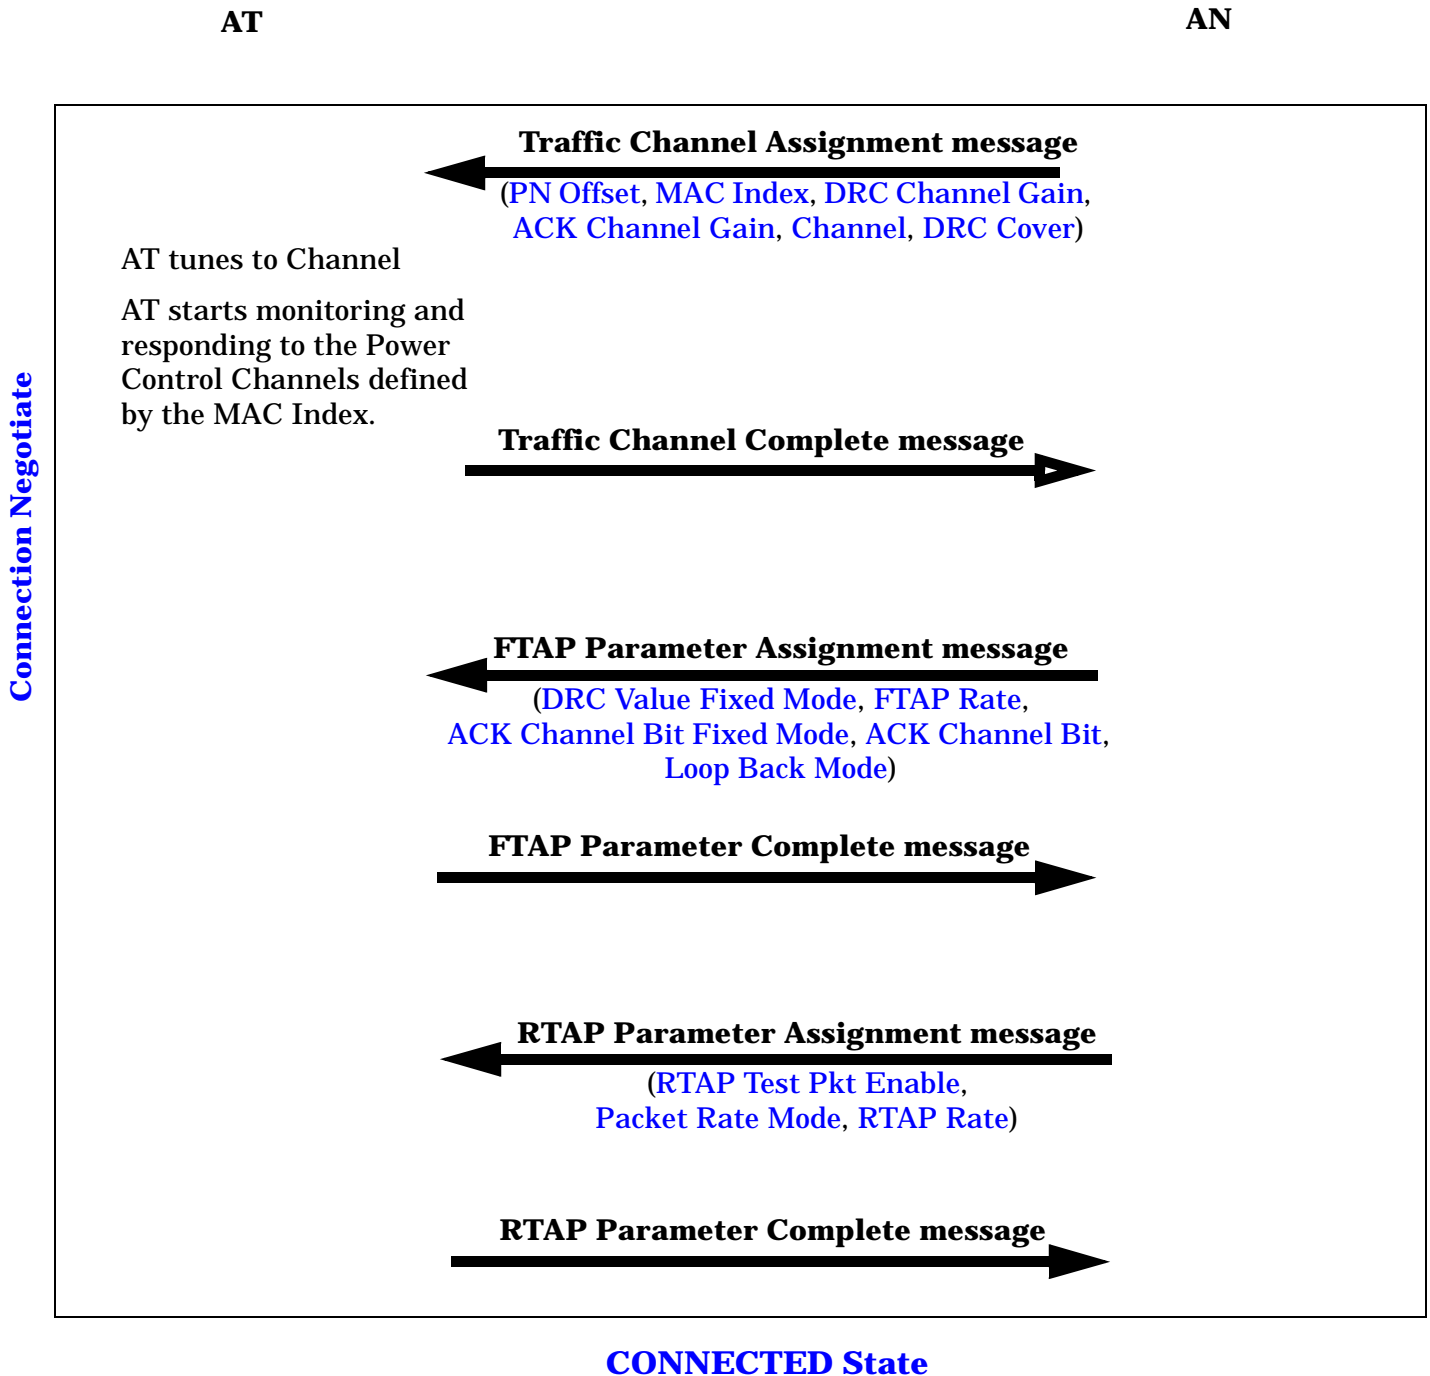 AT
AN
Traffic Channel Assignment message
(PN Offset, MAC Index, DRC Channel Gain,
ACK Channel Gain, Channel, DRC Cover)
AT tunes to Channel
AT starts monitoring and
responding to the Power
Control Channels defined
by the MAC Index.
Connection Negotiate
Traffic Channel Complete message
FTAP Parameter Assignment message
(DRC Value Fixed Mode, FTAP Rate,
ACK Channel Bit Fixed Mode, ACK Channel Bit,
Loop Back Mode)
FTAP Parameter Complete message
RTAP Parameter Assignment message
(RTAP Test Pkt Enable,
Packet Rate Mode, RTAP Rate)
RTAP Parameter Complete message
CONNECTED State